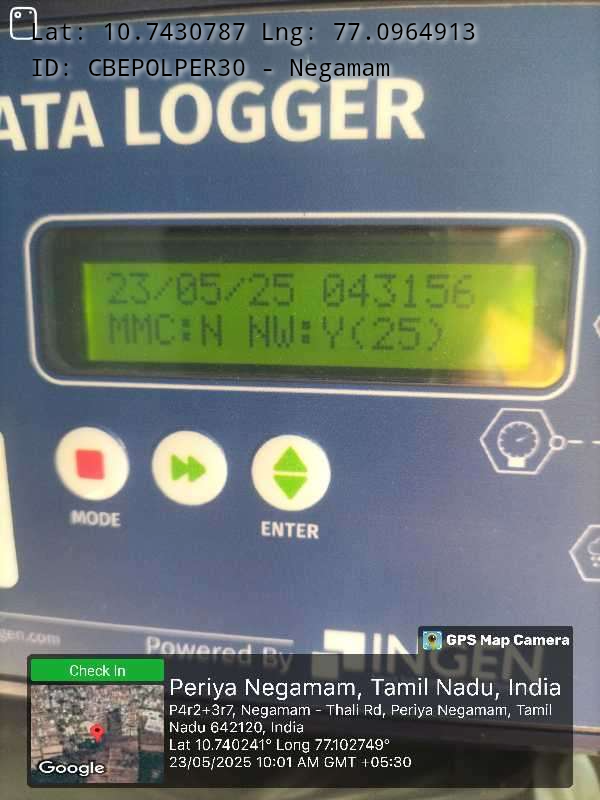 Lat: 10.7430787 Lng: 77.0964913
ID: CBEPOLPER30 - Negamam
ATA LOGGER
23/05/25 043156
MMC:N NW:Y(25)
MODE
ENTER
gen.com
Powered By INGEN
GPS Map Camera
Check In
Google
Periya Negamam, Tamil Nadu, India
P4r2+3r7, Negamam - Thali Rd, Periya Negamam, Tamil
Nadu 642120, India
Lat 10.740241° Long 77.102749°
23/05/2025 10:01 AM GMT +05:30